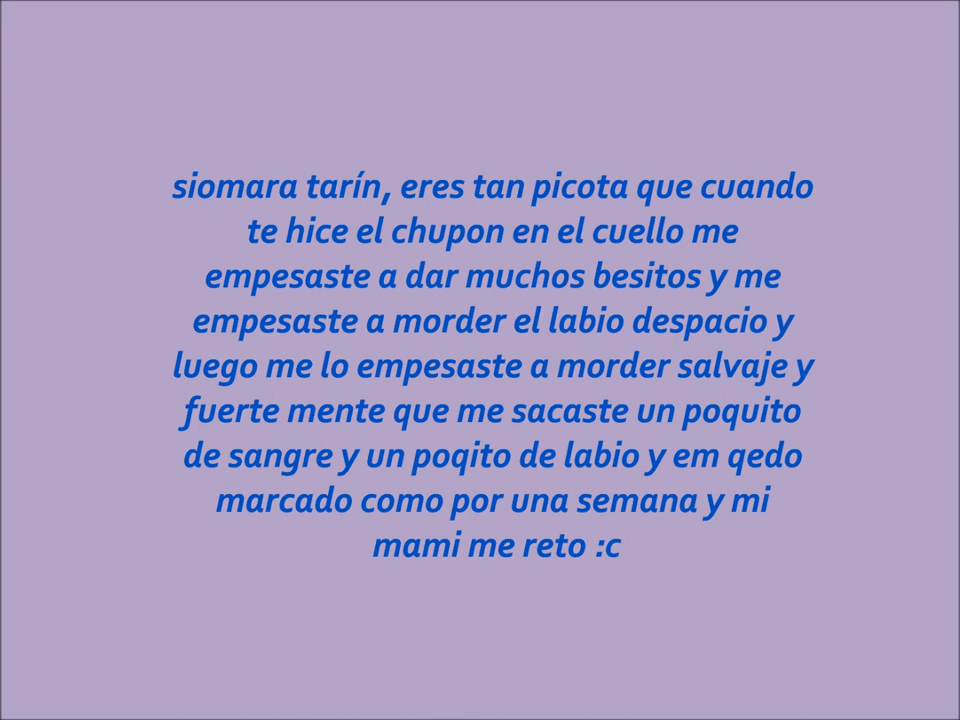 siomara tarín, eres tan picota que cuando
te hice el chupon en el cuello me
empesaste a dar muchos besitos y me
empesaste a morder el labio despacio y
luego me lo empesaste a morder salvaje y
fuerte mente que me sacaste un poquito
de sangre y un poqito de labio y em qedo
marcado como por una semana y mi
mami me reto :c